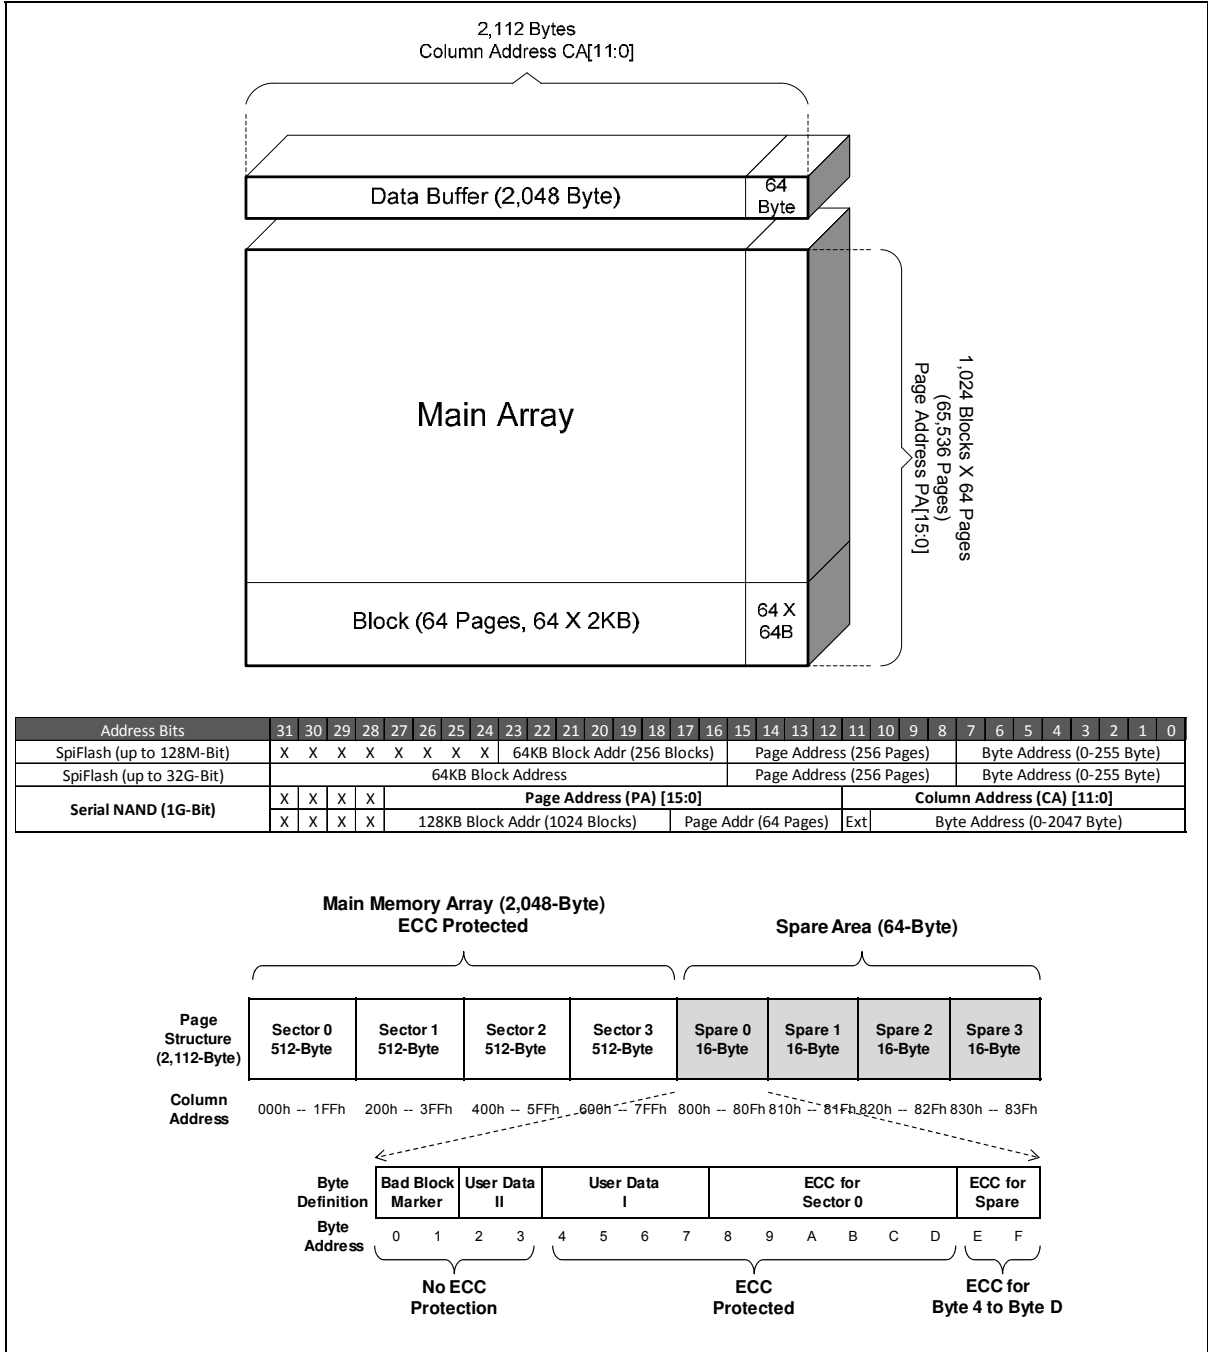 2,112 Bytes
Column Address CA[11:0]
Data Buffer (2,048 Byte)
64
Byte
Main Array
1,024 Blocks X 64 Pages
(65,536 Pages)
Page Address PA[15:0]
Block (64 Pages, 64 X 2KB)
64 X
64B
Address Bits 31 30 29 28 27 26 25 24 23 22 21 20 19 18 17 16 15 14 13 12 11 10 9 8 7 6 5 4 3 2 1 0
SpiFlash (up to 128M-Bit) X X X X X X X X 64KB Block Addr (256 Blocks) Page Address (256 Pages) Byte Address (0-255 Byte)
SpiFlash (up to 32G-Bit) 64KB Block Address Page Address (256 Pages) Byte Address (0-255 Byte)
Serial NAND (1G-Bit)
X X X X Page Address (PA) [15:0] Column Address (CA) [11:0]
X X X X 128KB Block Addr (1024 Blocks) Page Addr (64 Pages) Ext Byte Address (0-2047 Byte)
Main Memory Array (2,048-Byte)
ECC Protected
Spare Area (64-Byte)
Page
Structure
(2,112-Byte)
Sector 0
512-Byte
Sector 1
512-Byte
Sector 2
512-Byte
Sector 3
512-Byte
Spare 0
16-Byte
Spare 1
16-Byte
Spare 2
16-Byte
Spare 3
16-Byte
Column
Address
000h -- 1FFh 200h -- 3FFh 400h -- 5FFh 600h -- 7FFh 800h -- 80Fh 810h -- 81Fh 820h -- 82Fh 830h -- 83Fh
Byte
Definition
Bad Block
Marker
User Data
II
User Data
I
ECC for
Sector 0
ECC for
Spare
Byte
Address
0 1 2 3 4 5 6 7 8 9 A B C D E F
No ECC
Protection
ECC
Protected
ECC for
Byte 4 to Byte D